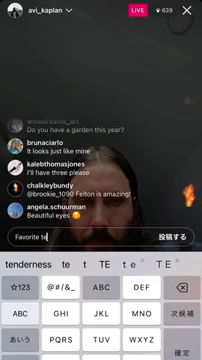 avi_kaplan
LIVE
639
annadreams_art
Do you have a garden this year?
brunaciarlo
It looks just like mine
kalebthomasjones
I'll have three please
chalkleybundy
@brookie_1090 Felton is amazing!
angela.schuurman
Beautiful eyes
Favorite te
投稿する
tenderness te t TE ｔｅ ＴＥ
☆123 @#/&_ ABC DEF
ABC GHI JKL MNO 次候補
あいう PQRS TUV WXYZ 確定